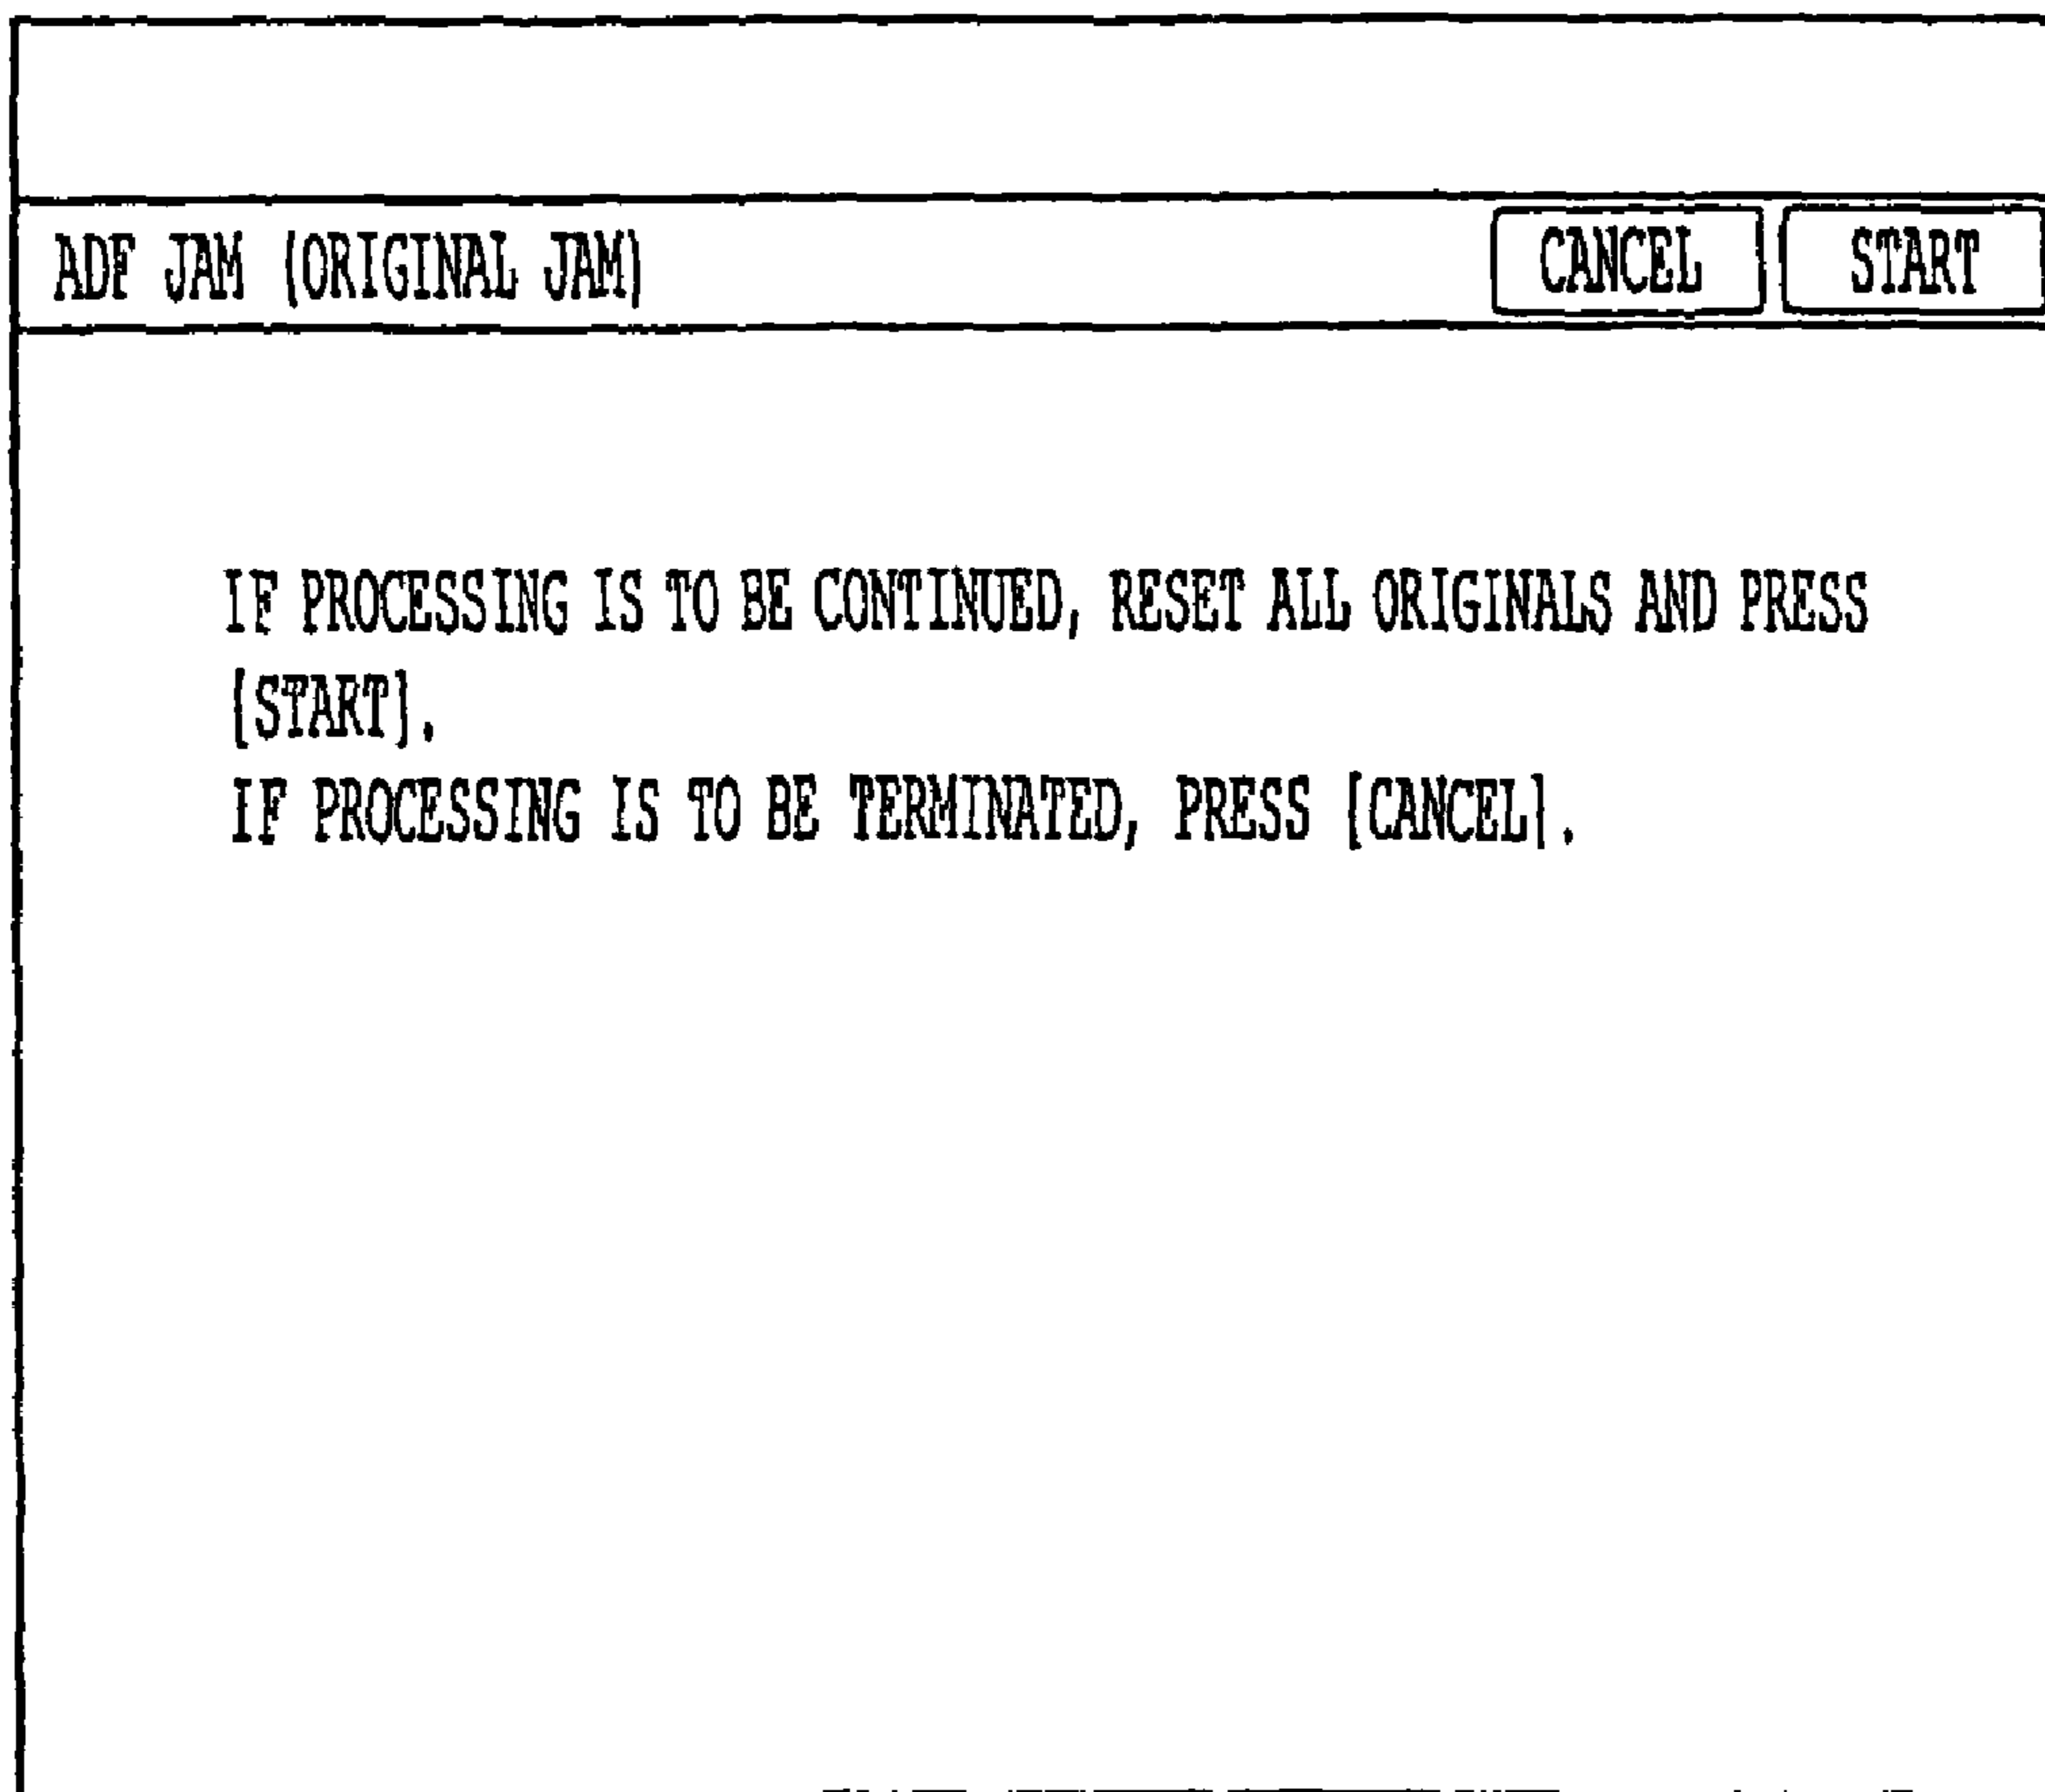 ADF JAM (ORIGINAL JAM) CANCEL START
IF PROCESSING IS TO BE CONTINUED, RESET ALL ORIGINALS AND PRESS
[START].
IF PROCESSING IS TO BE TERMINATED, PRESS [CANCEL].